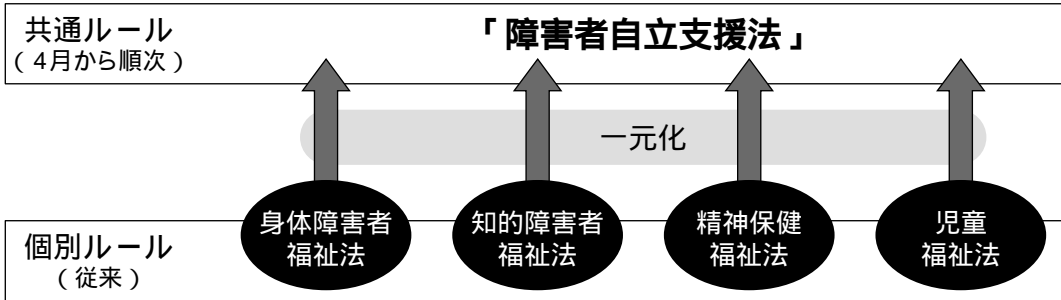 共通ルール
(4月から順次)
「障害者自立支援法」
一元化
身体障害者
福祉法
知的障害者
福祉法
精神保健
福祉法
児童
福祉法
個別ルール
(従来)